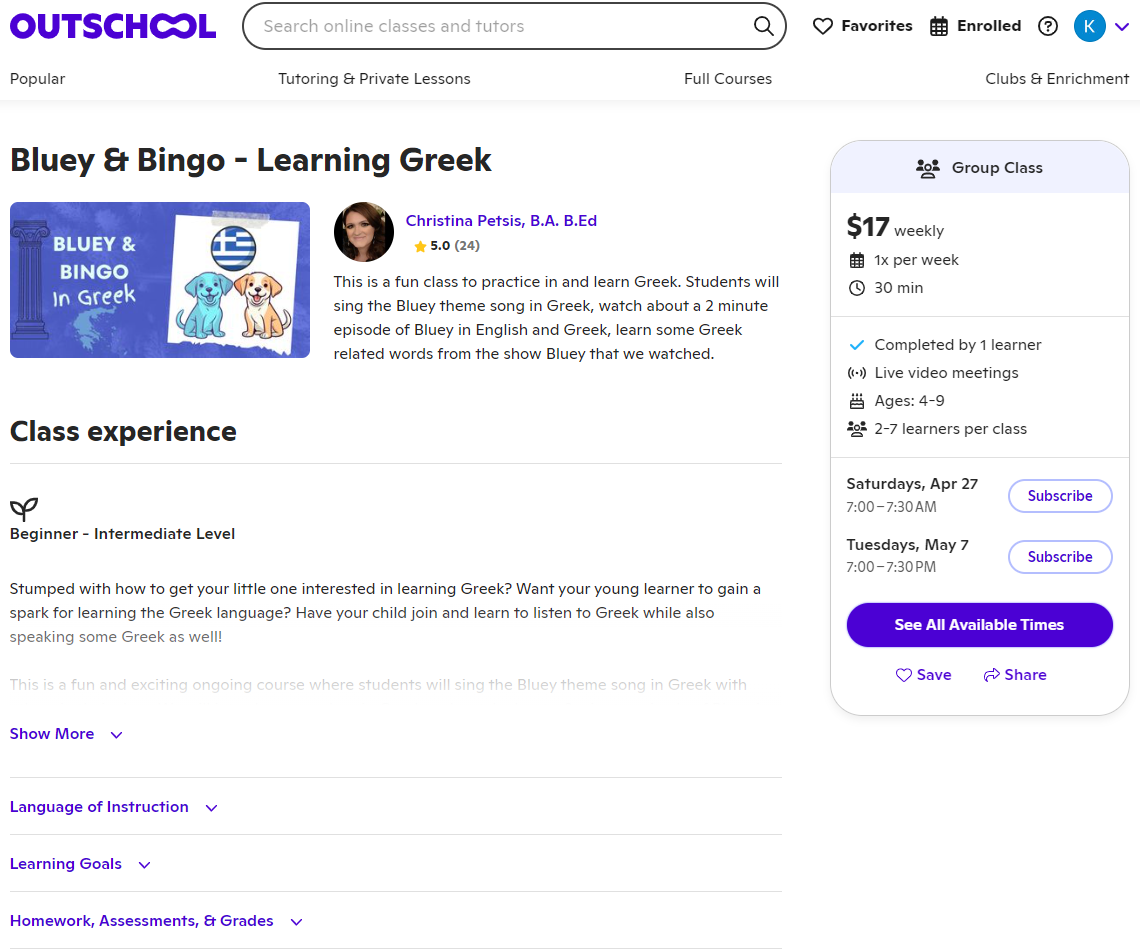 OUTSCHOOL
Search online classes and tutors
Favorites
Enrolled
K
Popular
Tutoring & Private Lessons
Full Courses
Clubs & Enrichment
Bluey & Bingo - Learning Greek
BLUEY &
BINGO
In Greek
Christina Petsis, B.A. B.Ed
5.0 (24)
This is a fun class to practice in and learn Greek. Students will
sing the Bluey theme song in Greek, watch about a 2 minute
episode of Bluey in English and Greek, learn some Greek
related words from the show Bluey that we watched.
Class experience
Beginner - Intermediate Level
Stumped with how to get your little one interested in learning Greek? Want your young learner to gain a
spark for learning the Greek language? Have your child join and learn to listen to Greek while also
speaking some Greek as well!
This is a fun and exciting ongoing course where students will sing the Bluey theme song in Greek with
Show More
Language of Instruction
Learning Goals
Homework, Assessments, & Grades
Group Class
$17 weekly
1x per week
30 min
Completed by 1 learner
Live video meetings
Ages: 4-9
2-7 learners per class
Saturdays, Apr 27
7:00–7:30 AM
Subscribe
Tuesdays, May 7
7:00–7:30 PM
Subscribe
See All Available Times
Save
Share